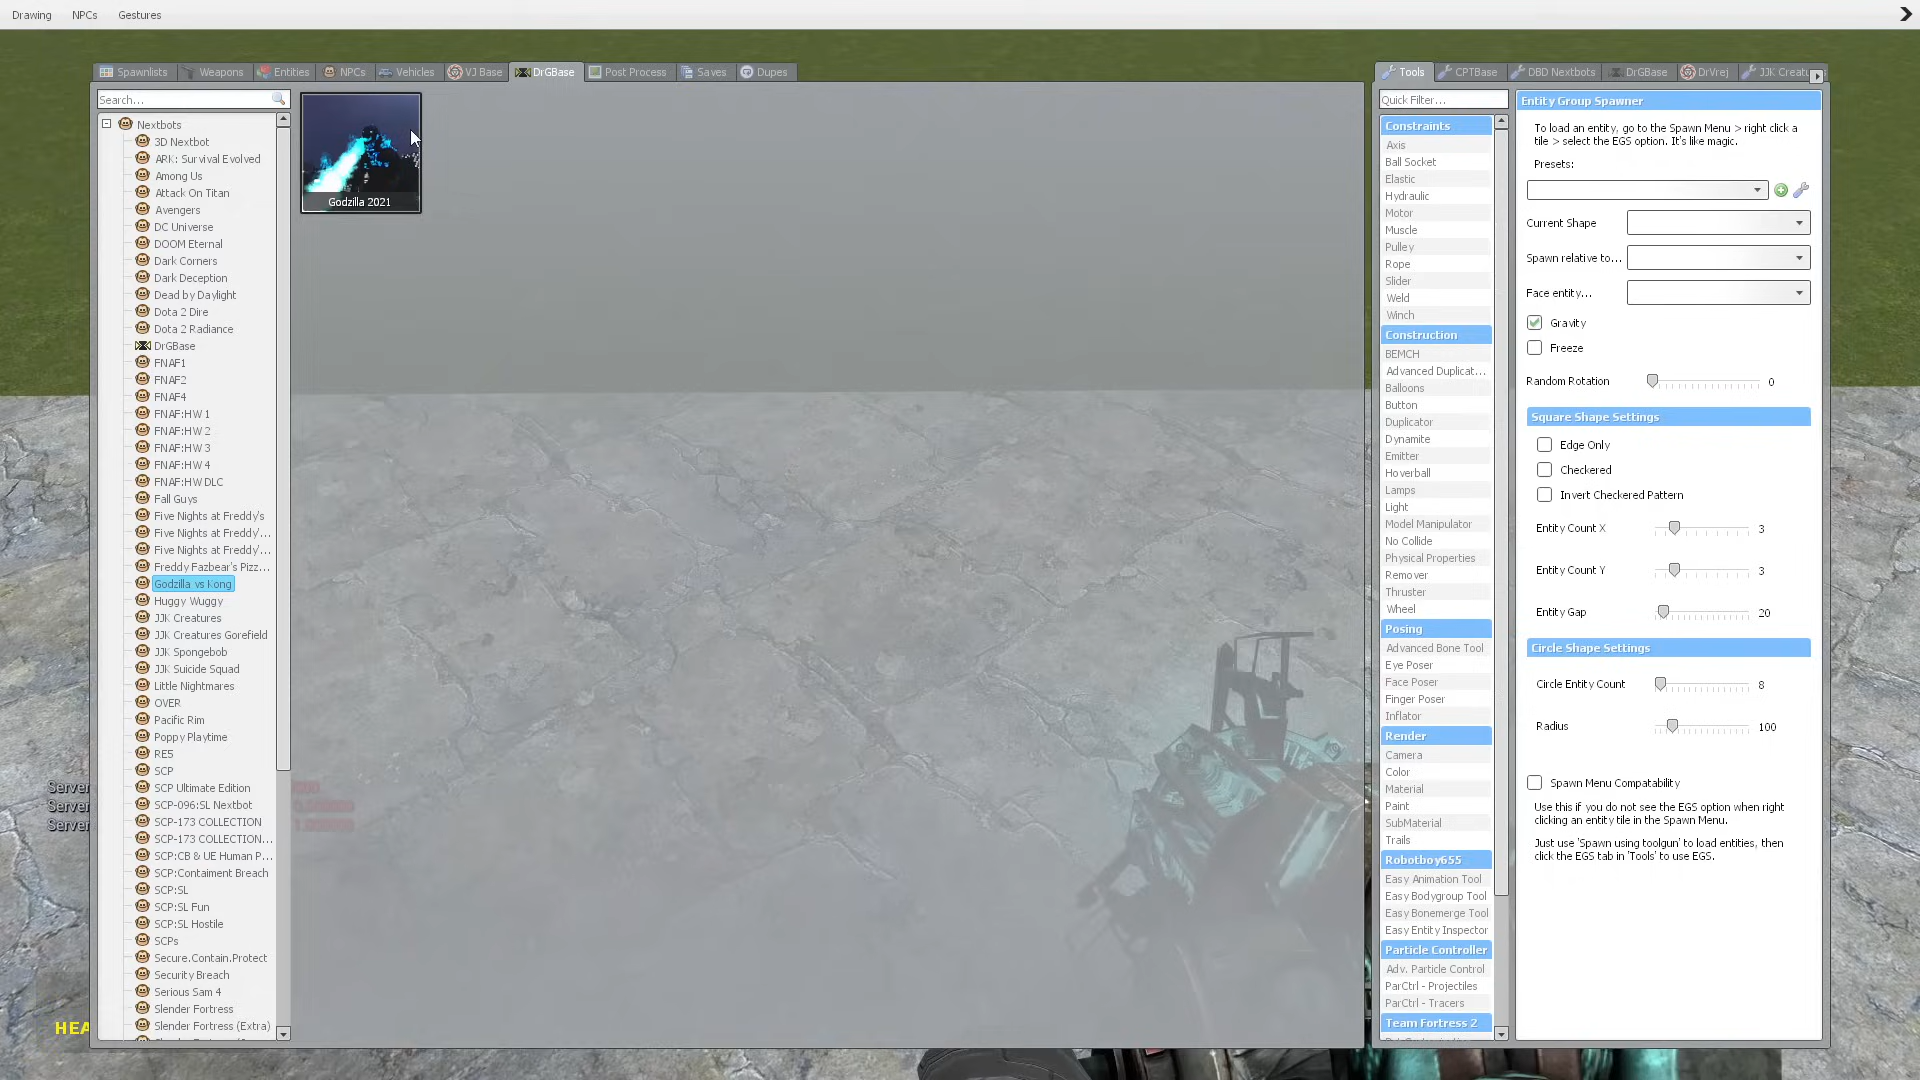 Drawing NPCs Gestures
Spawnlists Weapons Entities NPCs Vehicles VJ Base DrGBase Post Process Saves Dupes
Search...
Nextbots
3D Nextbot
ARK: Survival Evolved
Among Us
Attack On Titan
Avengers
DC Universe
DOOM Eternal
Dark Corners
Dark Deception
Dead by Daylight
Dota 2 Dire
Dota 2 Radiance
DrGBase
FNAF1
FNAF2
FNAF4
FNAF:HW 1
FNAF:HW 2
FNAF:HW 3
FNAF:HW 4
FNAF:HW DLC
Fall Guys
Five Nights at Freddy's
Five Nights at Freddy'...
Five Nights at Freddy'...
Freddy Fazbear's Pizz...
Godzilla vs Kong
Huggy Wuggy
JJK Creatures
JJK Creatures Gorefield
JJK Spongebob
JJK Suicide Squad
Little Nightmares
OVER
Pacific Rim
Poppy Playtime
RE5
SCP
SCP Ultimate Edition
SCP-096:SL Nextbot
SCP-173 COLLECTION
SCP-173 COLLECTION...
SCP:CB & UE Human P...
SCP:Contaiment Breach
SCP:SL
SCP:SL Fun
SCP:SL Hostile
SCPs
Secure.Contain.Protect
Security Breach
Serious Sam 4
Slender Fortress
Slender Fortress (Extra)
Godzilla 2021
Server
Server
Server
HEA
Tools CPTBase DBD Nextbots DrGBase DrVrej JJK Creatu
Quick Filter...
Constraints
Axis
Ball Socket
Elastic
Hydraulic
Motor
Muscle
Pulley
Rope
Slider
Weld
Winch
Construction
BEMCH
Advanced Duplicat...
Balloons
Button
Duplicator
Dynamite
Emitter
Hoverball
Lamps
Light
Model Manipulator
No Collide
Physical Properties
Remover
Thruster
Wheel
Posing
Advanced Bone Tool
Eye Poser
Face Poser
Finger Poser
Inflator
Render
Camera
Color
Material
Paint
SubMaterial
Trails
Robotboy655
Easy Animation Tool
Easy Bodygroup Tool
Easy Bonemerge Tool
Easy Entity Inspector
Particle Controller
Adv. Particle Control
ParCtrl - Projectiles
ParCtrl - Tracers
Team Fortress 2
Entity Group Spawner
To load an entity, go to the Spawn Menu > right click a
tile > select the EGS option. It's like magic.
Presets:
Current Shape
Spawn relative to...
Face entity...
Gravity
Freeze
Random Rotation 0
Square Shape Settings
Edge Only
Checkered
Invert Checkered Pattern
Entity Count X 3
Entity Count Y 3
Entity Gap 20
Circle Shape Settings
Circle Entity Count 8
Radius 100
Spawn Menu Compatability
Use this if you do not see the EGS option when right
clicking an entity tile in the Spawn Menu.
Just use 'Spawn using toolgun' to load entities, then
click the EGS tab in 'Tools' to use EGS.